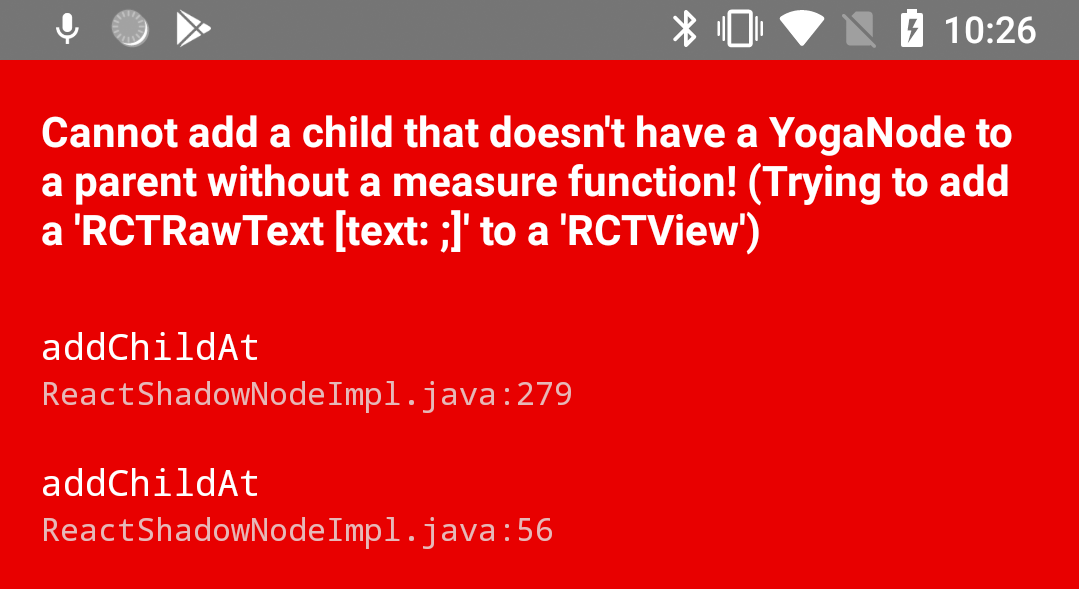 10:26
Cannot add a child that doesn't have a YogaNode to
a parent without a measure function! (Trying to add
a 'RCTRawText [text: ;]' to a 'RCTView')
addChildAt
ReactShadowNodeImpl.java:279
addChildAt
ReactShadowNodeImpl.java:56